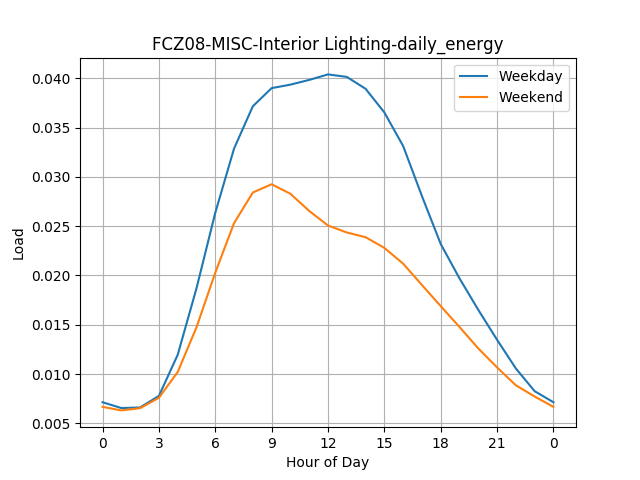 FCZ08-MISC-Interior Lighting-daily_energy
Weekday
Weekend
0.040
0.035
0.030
0.025
0.020
0.015
0.010
0.005
Load
0 3 6 9 12 15 18 21 0
Hour of Day